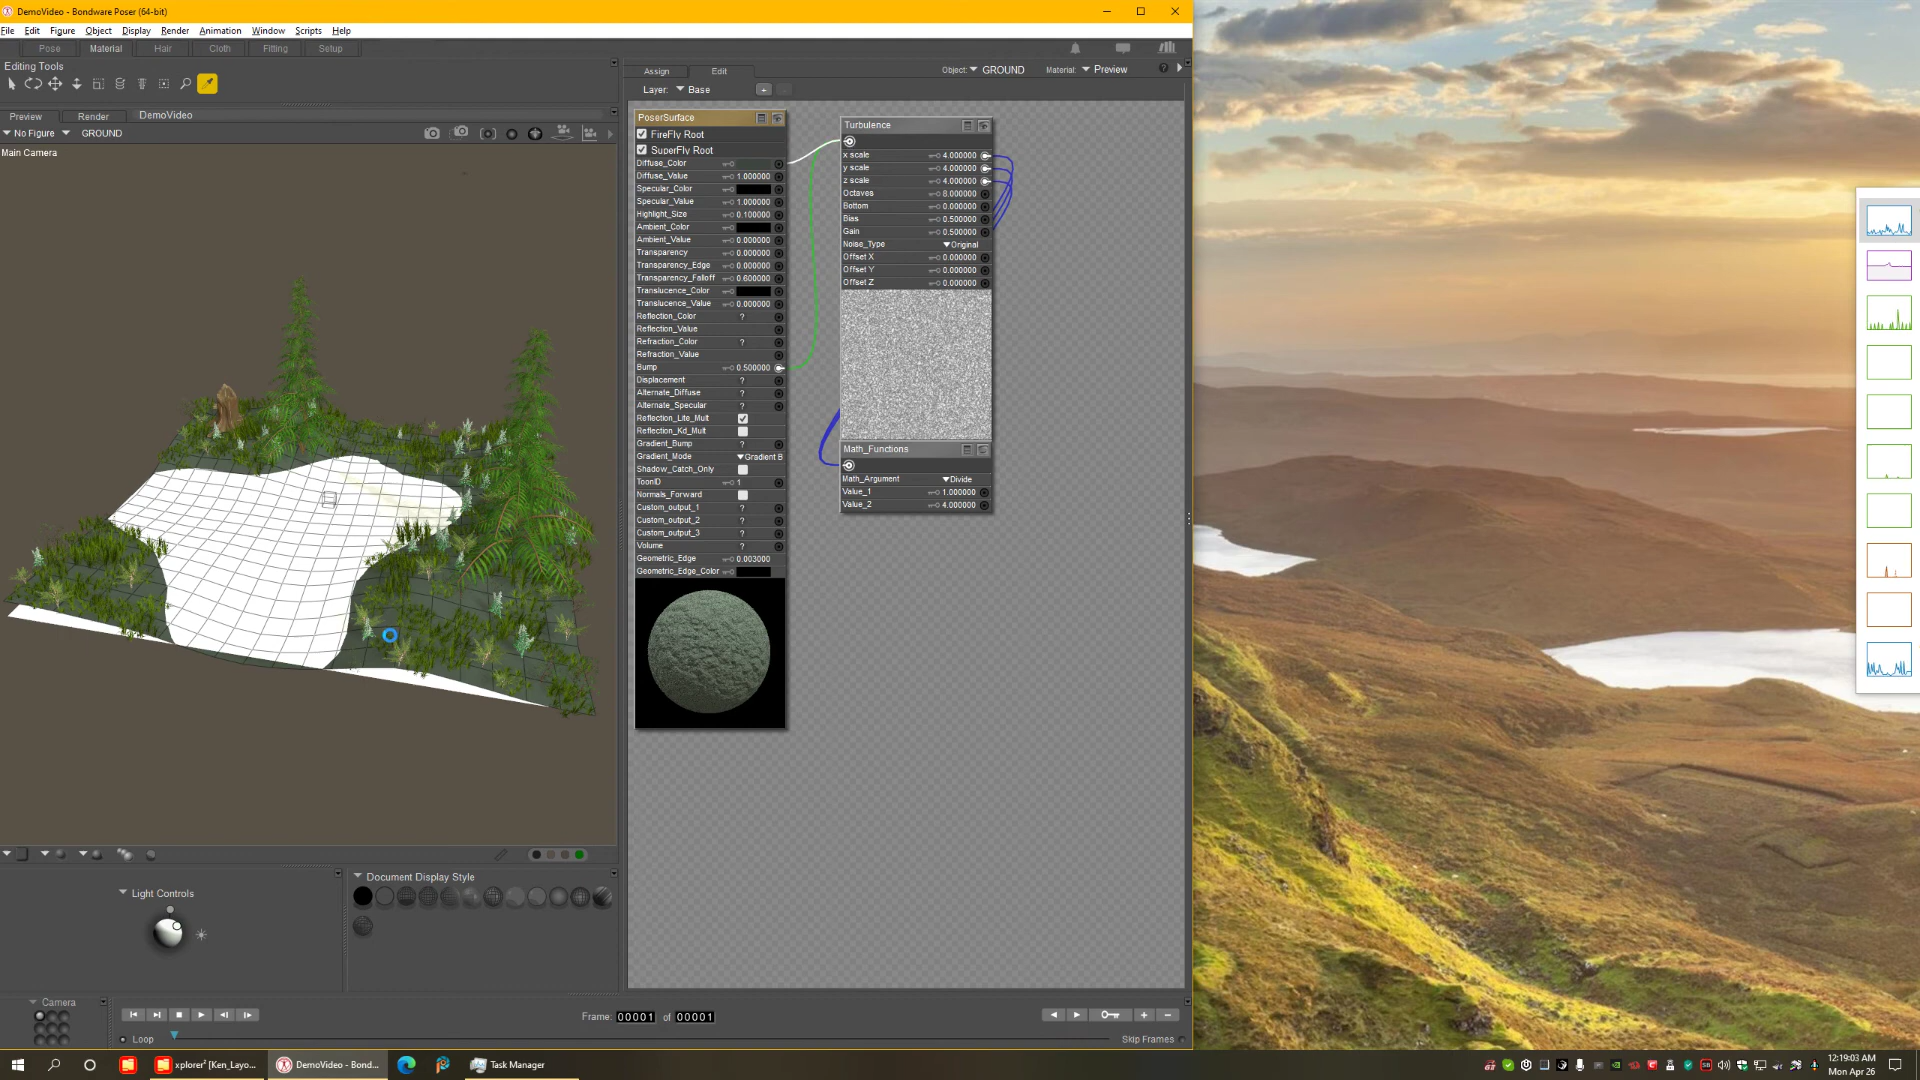 DemoVideo - Bondware Poser (64-bit)
File Edit Figure Object Display Render Animation Window Scripts Help
Pose Material Hair Cloth Fitting Setup
Editing Tools
Preview Render DemoVideo
No Figure GROUND
Main Camera
Assign Edit Object: GROUND Material: Preview
Layer: Base
PoserSurface
FireFly Root
SuperFly Root
Diffuse_Color
Diffuse_Value 1.000000
Specular_Color
Specular_Value 1.000000
Highlight_Size 0.100000
Ambient_Color
Ambient_Value 0.000000
Transparency 0.000000
Transparency_Edge 0.000000
Transparency_Falloff 0.600000
Translucence_Color
Translucence_Value 0.000000
Reflection_Color ?
Reflection_Value
Refraction_Color ?
Refraction_Value
Bump 0.500000
Displacement ?
Alternate_Diffuse ?
Alternate_Specular ?
Reflection_Lite_Mult
Reflection_Kd_Mult
Gradient_Bump ?
Gradient_Mode Gradient B
Shadow_Catch_Only
ToonID 1
Normals_Forward
Custom_output_1 ?
Custom_output_2 ?
Custom_output_3 ?
Volume ?
Geometric_Edge 0.003000
Geometric_Edge_Color
Turbulence
x scale 4.000000
y scale 4.000000
z scale 4.000000
Octaves 8.000000
Bottom 0.000000
Bias 0.500000
Gain 0.500000
Noise_Type Original
Offset X 0.000000
Offset Y 0.000000
Offset Z 0.000000
Math_Functions
Math_Argument Divide
Value_1 1.000000
Value_2 4.000000
Light Controls
Document Display Style
Camera
Frame: 00001 of 00001
Loop
Skip Frames
xplorer² [Ken_Layo...
DemoVideo - Bond...
Task Manager
12:19:03 AM
Mon Apr 26